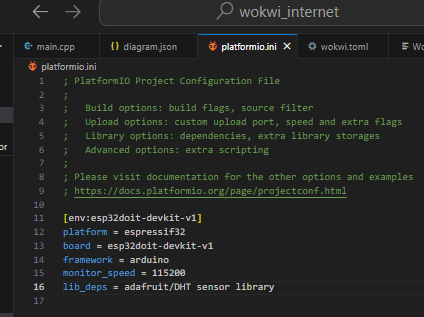 wokwi_internet
main.cpp
diagram.json
platformio.ini
wokwi.toml
platformio.ini
1 ; PlatformIO Project Configuration File
2 ;
3 ;   Build options: build flags, source filter
4 ;   Upload options: custom upload port, speed and extra flags
5 ;   Library options: dependencies, extra library storages
6 ;   Advanced options: extra scripting
7 ;
8 ; Please visit documentation for the other options and examples
9 ; https://docs.platformio.org/page/projectconf.html
10
11 [env:esp32doit-devkit-v1]
12 platform = espressif32
13 board = esp32doit-devkit-v1
14 framework = arduino
15 monitor_speed = 115200
16 lib_deps = adafruit/DHT sensor library
17